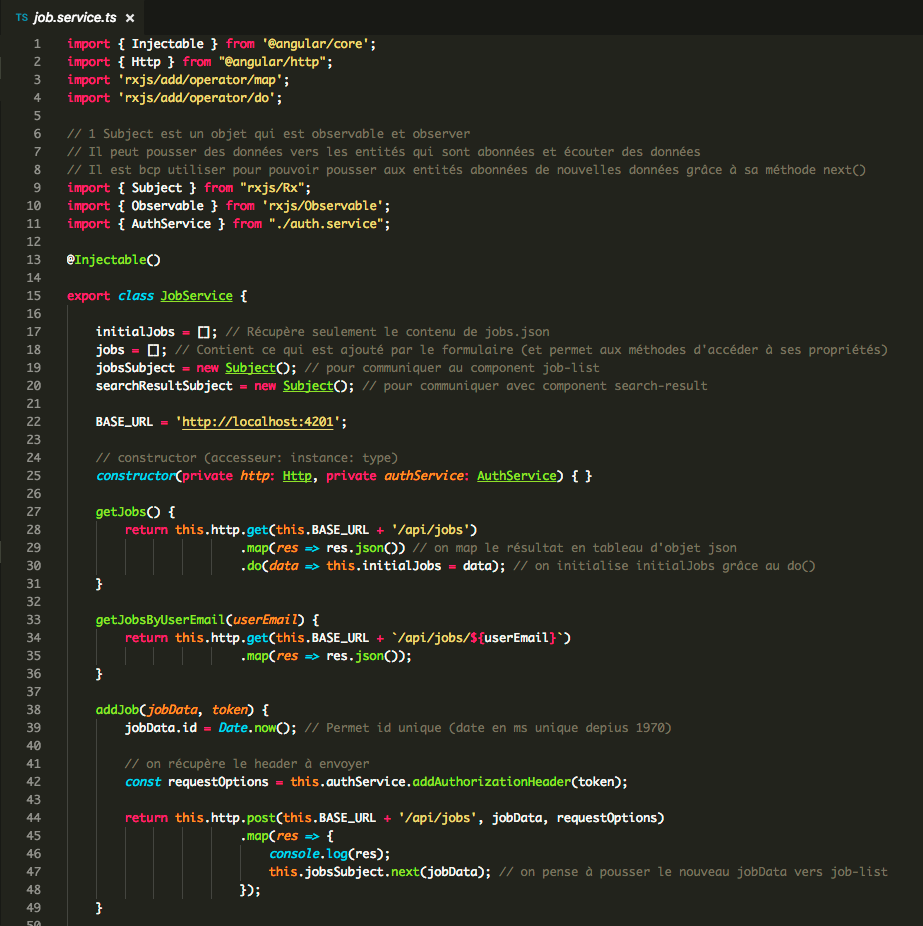 TS job.service.ts ×
1 import { Injectable } from '@angular/core';
2 import { Http } from "@angular/http";
3 import 'rxjs/add/operator/map';
4 import 'rxjs/add/operator/do';
5
6 // 1 Subject est un objet qui est observable et observer
7 // Il peut pousser des données vers les entités qui sont abonnées et écouter des données
8 // Il est bcp utiliser pour pouvoir pousser aux entités abonnées de nouvelles données grâce à sa méthode next()
9 import { Subject } from "rxjs/Rx";
10 import { Observable } from 'rxjs/Observable';
11 import { AuthService } from "./auth.service";
12
13 @Injectable()
14
15 export class JobService {
16
17 initialJobs = []; // Récupère seulement le contenu de jobs.json
18 jobs = []; // Contient ce qui est ajouté par le formulaire (et permet aux méthodes d'accéder à ses propriétés)
19 jobsSubject = new Subject(); // pour communiquer au component job-list
20 searchResultSubject = new Subject(); // pour communiquer avec component search-result
21
22 BASE_URL = 'http://localhost:4201';
23
24 // constructor (accesseur: instance: type)
25 constructor(private http: Http, private authService: AuthService) { }
26
27 getJobs() {
28 return this.http.get(this.BASE_URL + '/api/jobs')
29 .map(res => res.json()) // on map le résultat en tableau d'objet json
30 .do(data => this.initialJobs = data); // on initialise initialJobs grâce au do()
31 }
32
33 getJobsByUserEmail(userEmail) {
34 return this.http.get(this.BASE_URL + `/api/jobs/${userEmail}`)
35 .map(res => res.json());
36 }
37
38 addJob(jobData, token) {
39 jobData.id = Date.now(); // Permet id unique (date en ms unique depius 1970)
40
41 // on récupère le header à envoyer
42 const requestOptions = this.authService.addAuthorizationHeader(token);
43
44 return this.http.post(this.BASE_URL + '/api/jobs', jobData, requestOptions)
45 .map(res => {
46 console.log(res);
47 this.jobsSubject.next(jobData); // on pense à pousser le nouveau jobData vers job-list
48 });
49 }
50